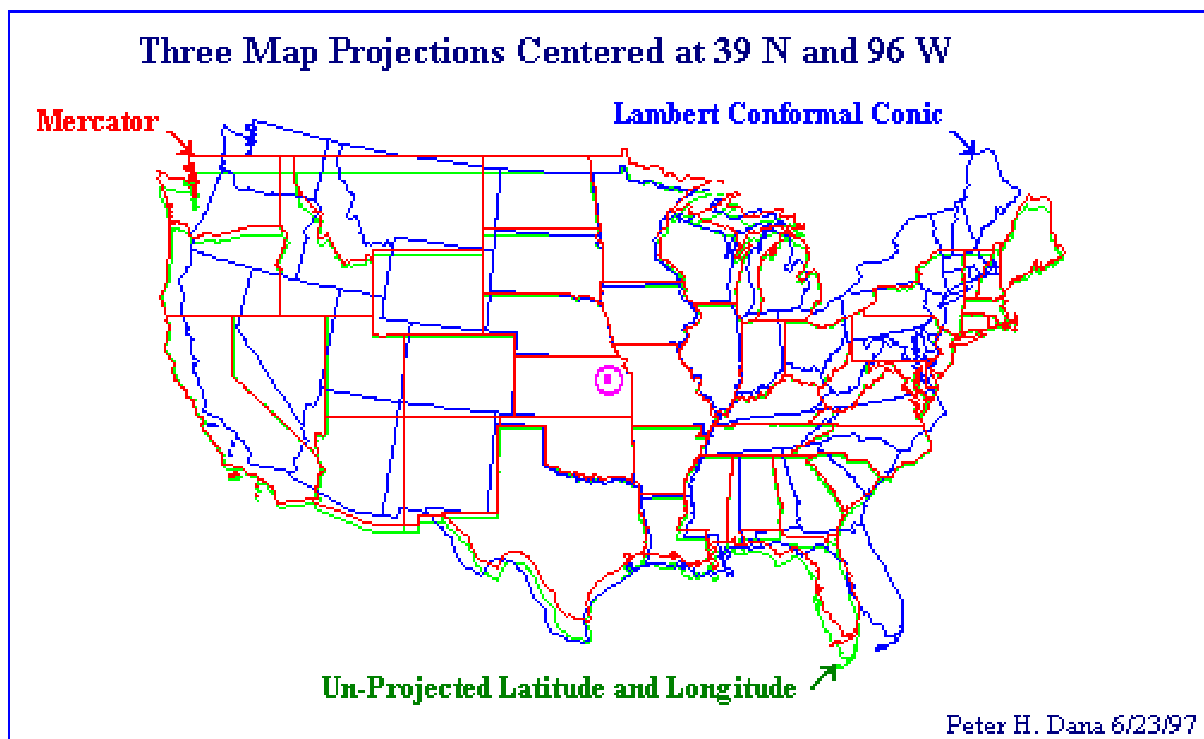 Three Map Projections Centered at 39 N and 96 W
Mercator
Lambert Conformal Conic
Un-Projected Latitude and Longitude
Peter H. Dana 6/23/97